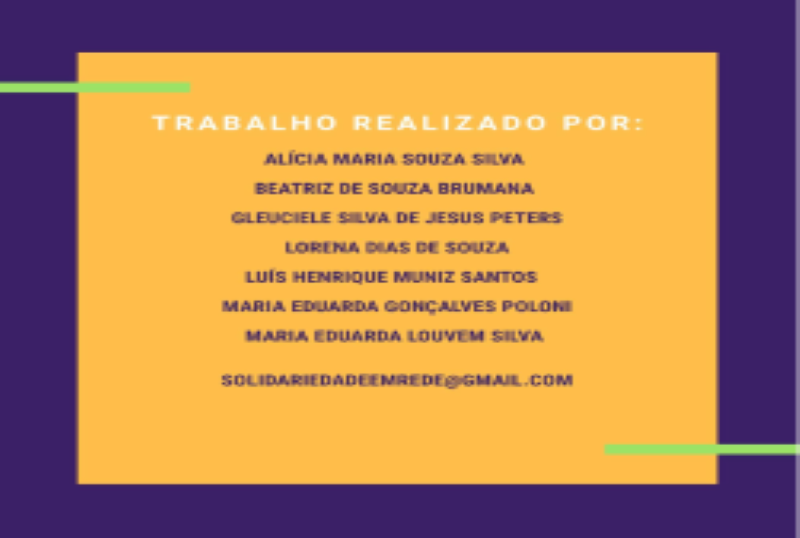 TRABALHO REALIZADO POR:
ALÍCIA MARIA SOUZA SILVA
BEATRIZ DE SOUZA BRUMANA
GLEUCIELE SILVA DE JESUS PETERS
LORENA DIAS DE SOUZA
LUÍS HENRIQUE MUNIZ SANTOS
MARIA EDUARDA GONÇALVES POLONI
MARIA EDUARDA LOUVEM SILVA
SOLIDARIEDADEEMREDE@GMAIL.COM